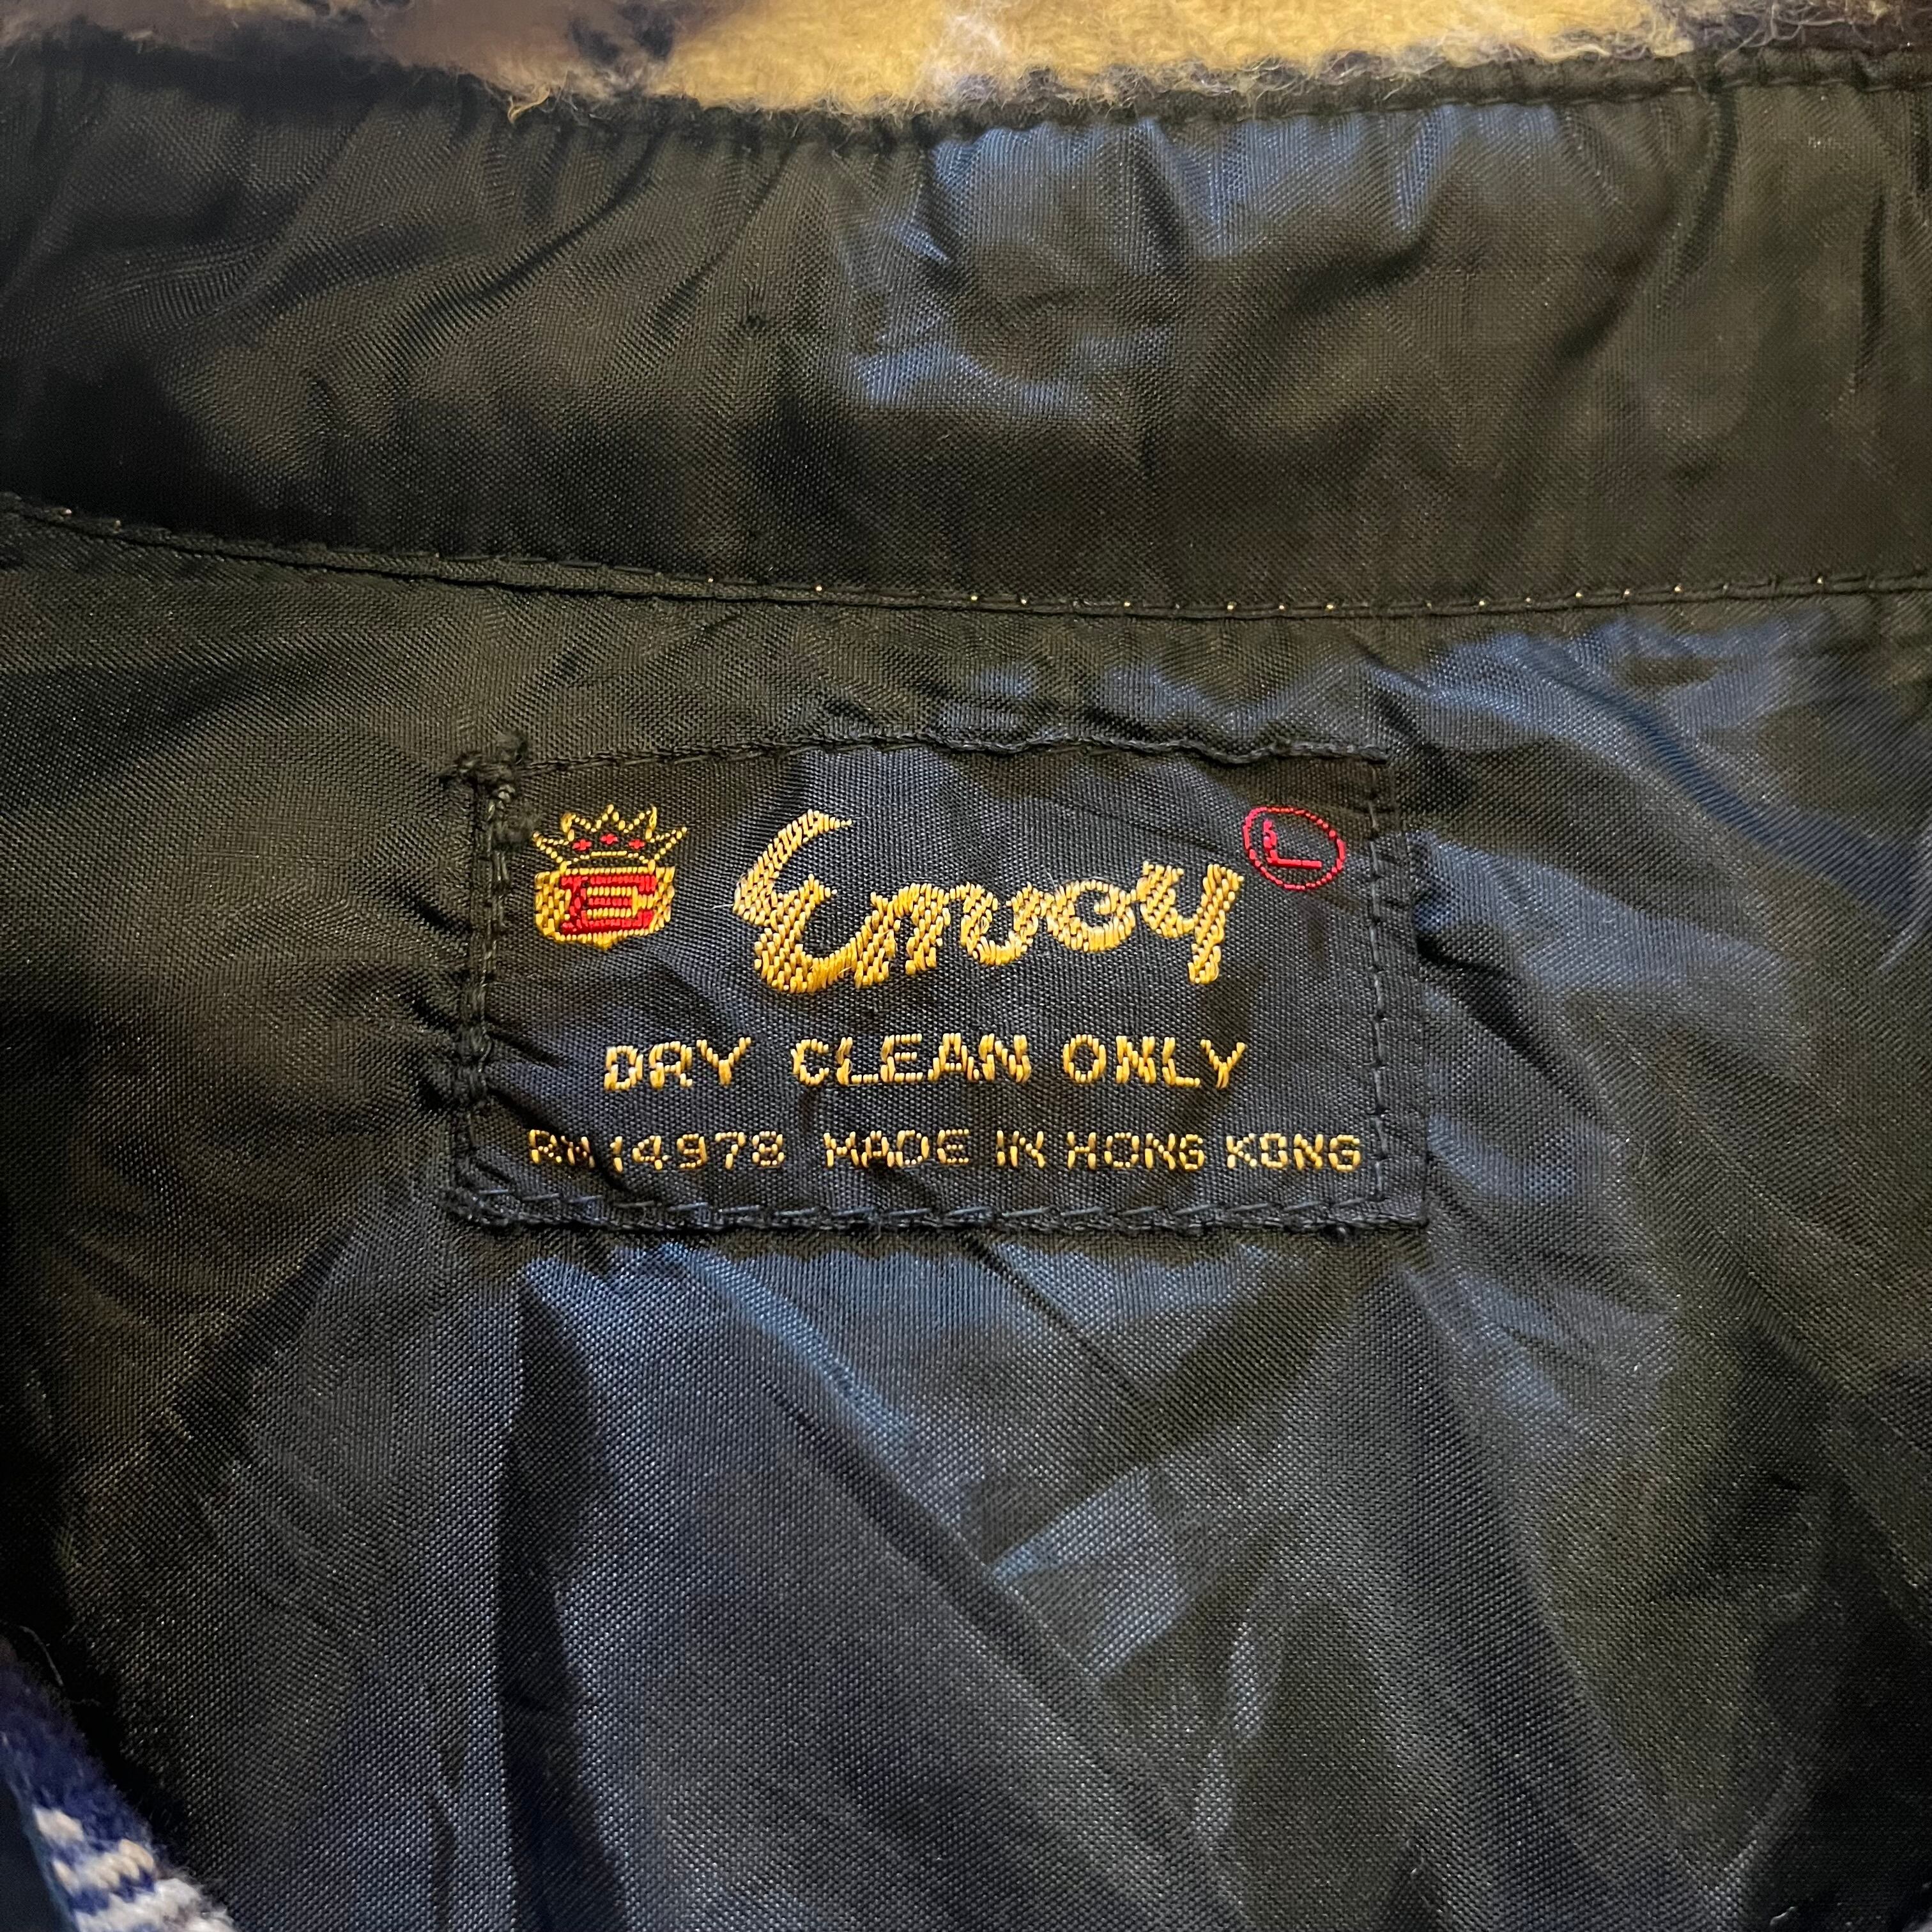 E Envoy L
DRY CLEAN ONLY
RN 14978 MADE IN HONG KONG